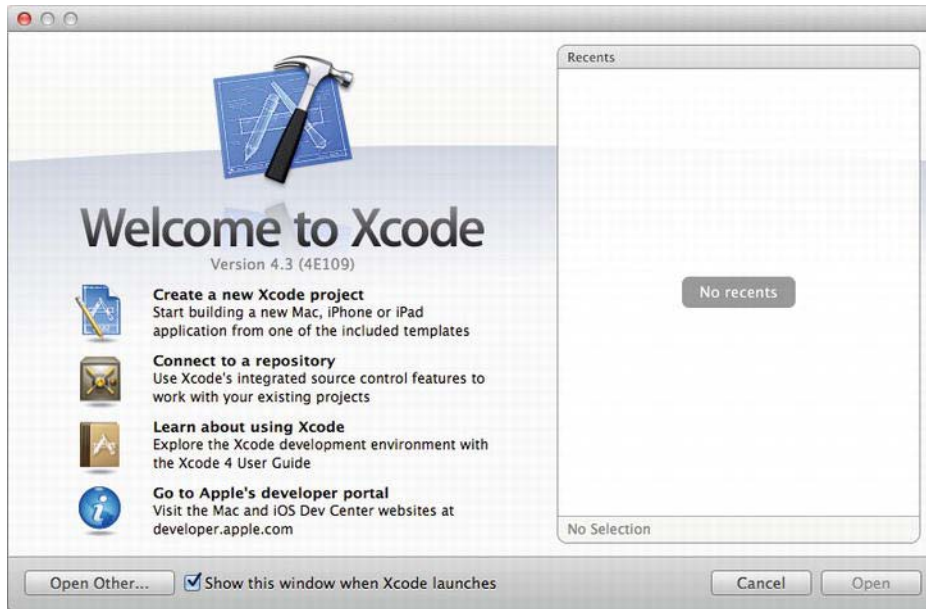 Welcome to Xcode
Version 4.3 (4E109)
Create a new Xcode project
Start building a new Mac, iPhone or iPad
application from one of the included templates
Connect to a repository
Use Xcode's integrated source control features to
work with your existing projects
Learn about using Xcode
Explore the Xcode development environment with
the Xcode 4 User Guide
Go to Apple's developer portal
Visit the Mac and iOS Dev Center websites at
developer.apple.com
Recents
No recents
No Selection
Open Other...
Show this window when Xcode launches
Cancel
Open